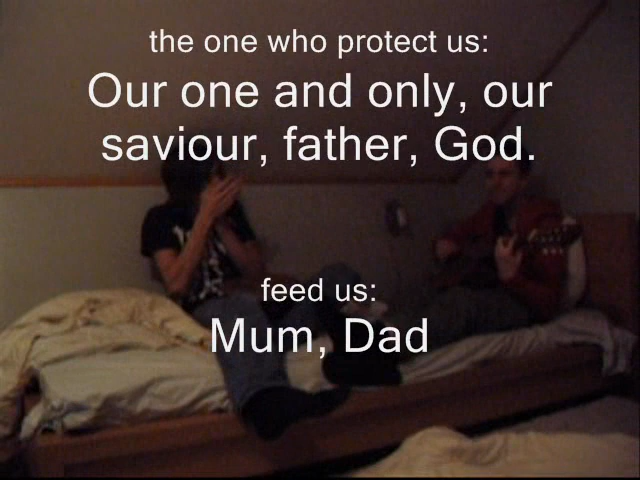 the one who protect us:
Our one and only, our
saviour, father, God.
feed us:
Mum, Dad